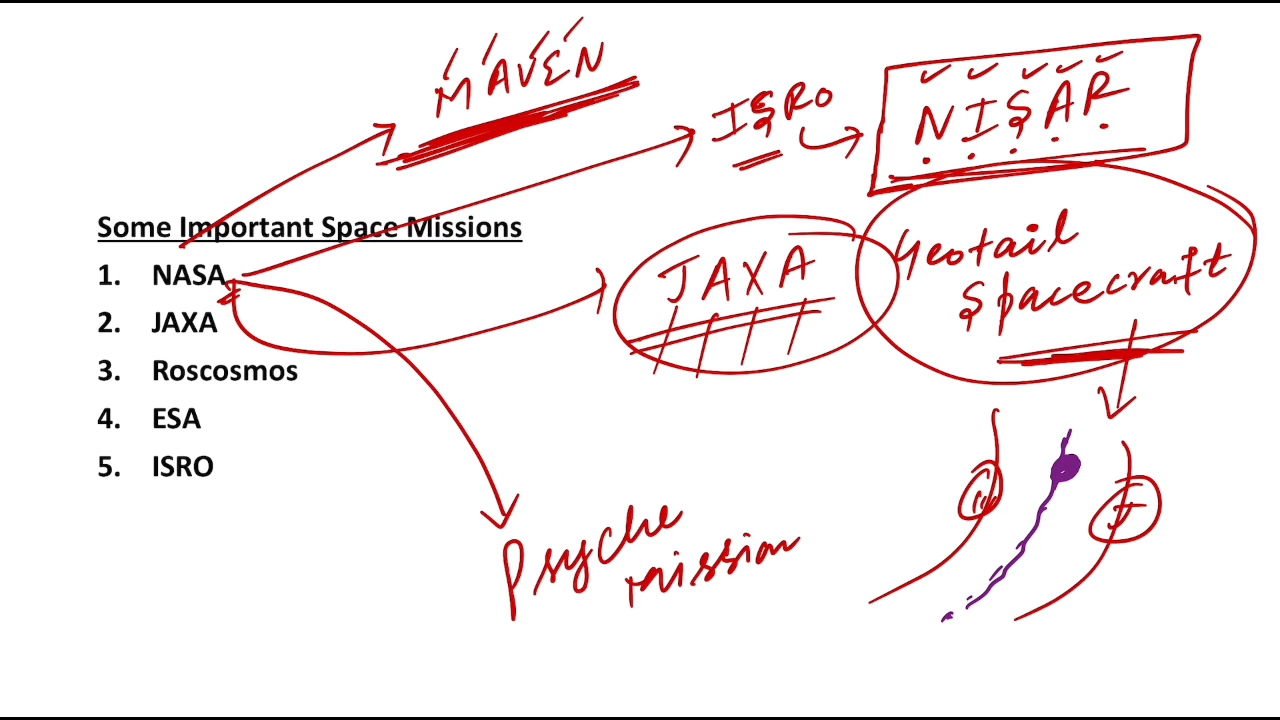 MAVEN
ISRO
NISAR
Some Important Space Missions
1. NASA
2. JAXA
3. Roscosmos
4. ESA
5. ISRO
JAXA
Geotail
Spacecraft
Psyche
mission